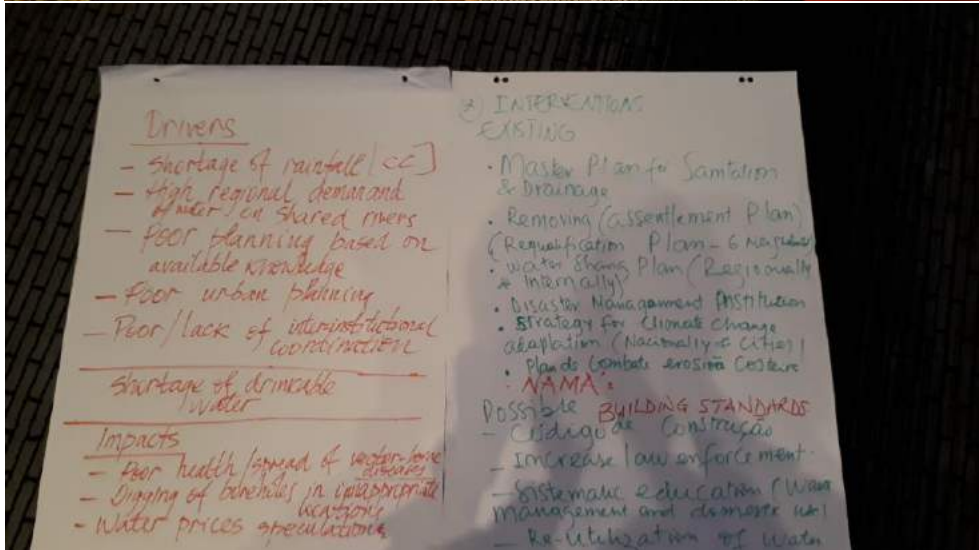 Drivers
- Shortage of rainfall [CC]
- High regional demand
of water / on shared rivers
- Poor planning based on
available knowledge
- Poor urban planning
- Poor/lack of interinstitutional
coordination
Shortage of drinkable
water
Impacts
- Poor health/spread of vector-borne
diseases
- Digging of boreholes in inappropriate
locations
- Water prices speculations
3) INTERVENTIONS
EXISTING
• Master Plan for Sanitation
& Drainage
• Removing (assentlement Plan)
(Requalification Plan - 6
• Water Sharing Plan (Regionally
& Internally)
• Disaster Management Institution
• Strategy for Climate Change
adaptation (Nacionally & Cities)
• Plan do Combate erosão Costeira
• NAMA's
Possible BUILDING STANDARDS
- Código de Construção
- Increase law enforcement.
- Sistematic education (Water
management and domestic use)
- Re-Utilization of Water